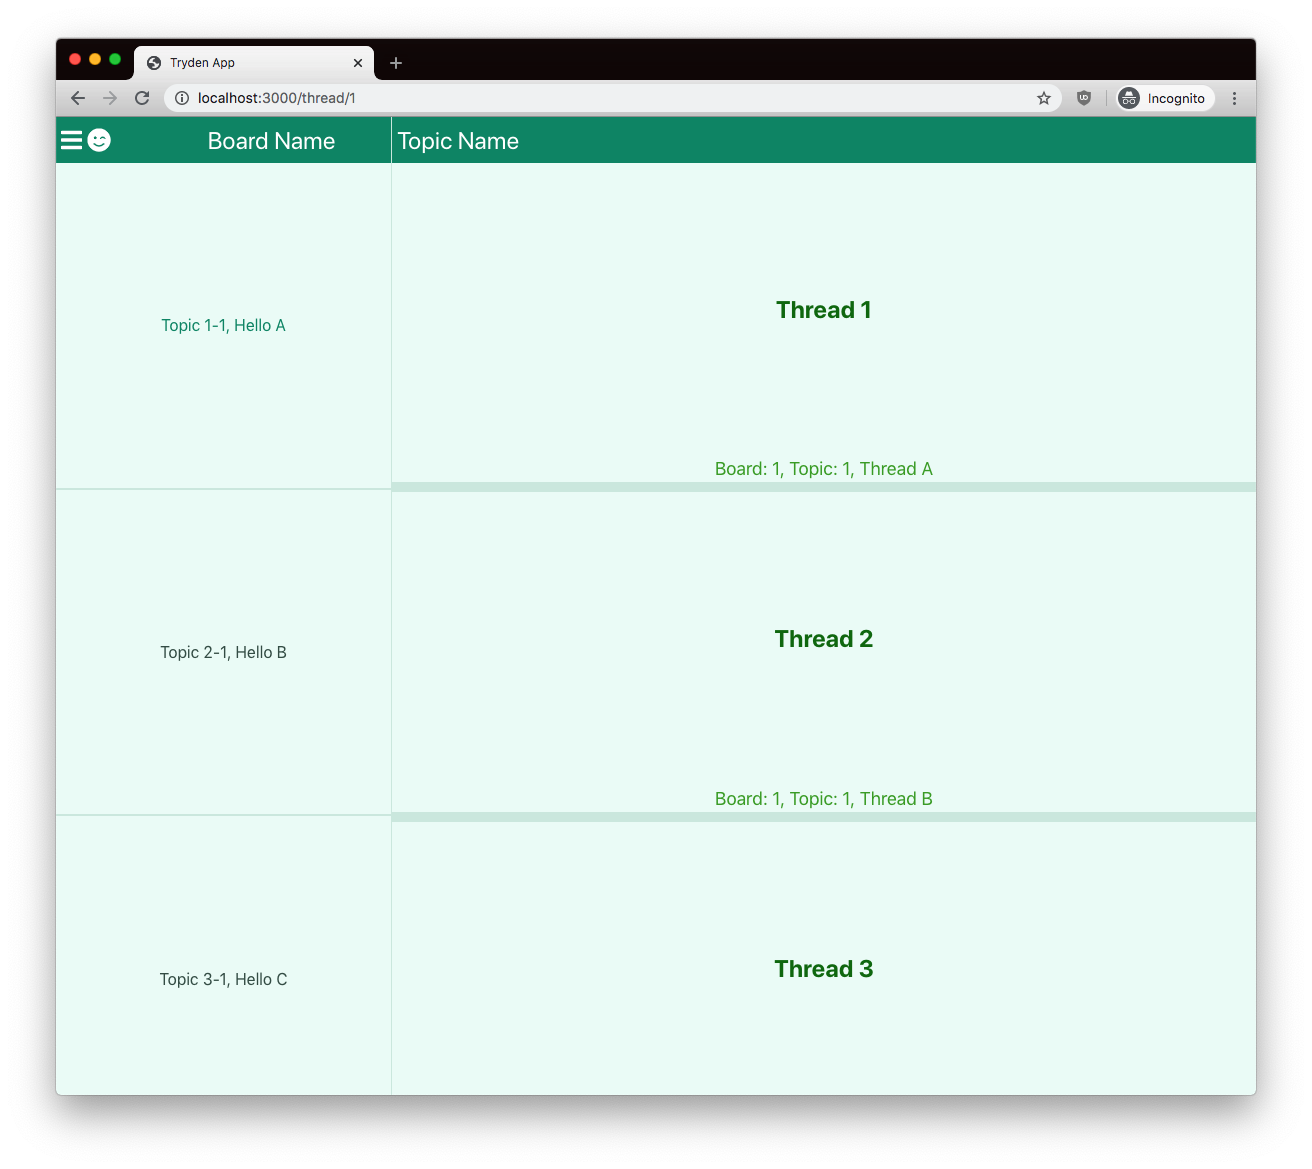 Tryden App
localhost:3000/thread/1
Incognito
Board Name
Topic Name
Topic 1-1, Hello A
Topic 2-1, Hello B
Topic 3-1, Hello C
Thread 1
Board: 1, Topic: 1, Thread A
Thread 2
Board: 1, Topic: 1, Thread B
Thread 3